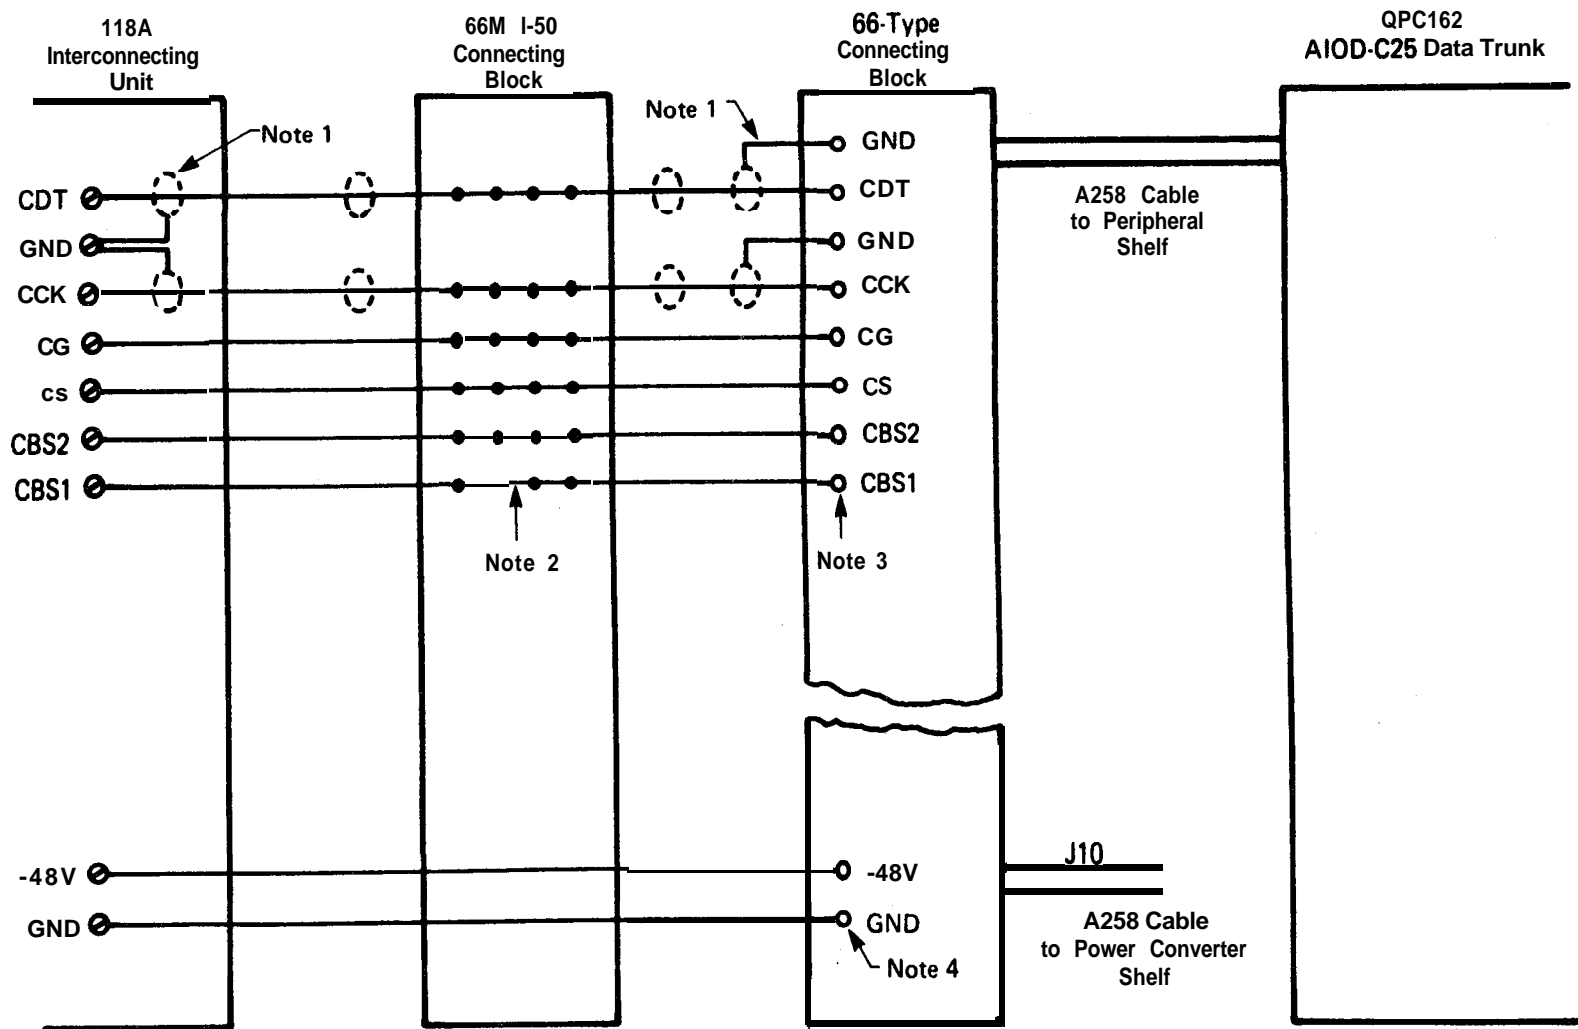 118A
Interconnecting
Unit
66M I-50
Connecting
Block
66-Type
Connecting
Block
QPC162
AIOD-C25 Data Trunk
Note 1
Note 1
CDT
GND
CCK
CG
cs
CBS2
CBS1
GND
CDT
GND
CCK
CG
CS
CBS2
CBS1
A258 Cable
to Peripheral
Shelf
Note 2
Note 3
-48V
GND
-48V
GND
Note 4
J10
A258 Cable
to Power Converter
Shelf